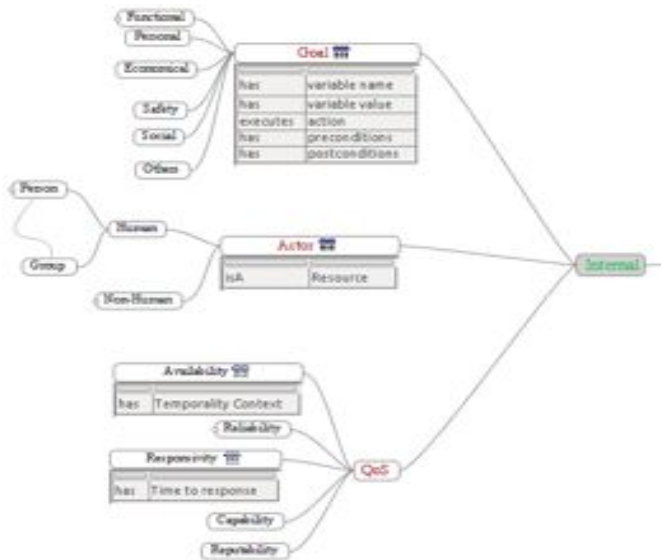 Functional
Personal
Economical
Safety
Social
Others
Goal
has variable name
has variable value
executes action
has preconditions
has postconditions
Person
Group
Human
Non-Human
Actor
isA Resource
Internal
Availability
has Temporality Context
Reliability
Responsivity
has Time to response
Capability
Reputability
QoS